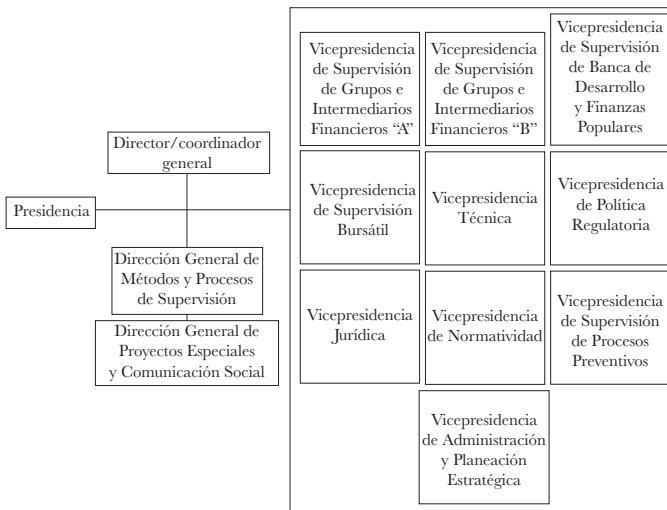 Presidencia
Director/coordinador
general
Dirección General de
Métodos y Procesos
de Supervisión
Dirección General de
Proyectos Especiales
y Comunicación Social
Vicepresidencia
de Supervisión
de Grupos e
Intermediarios
Financieros “A”
Vicepresidencia
de Supervisión
de Grupos e
Intermediarios
Financieros “B”
Vicepresidencia
de Supervisión
de Banca de
Desarrollo
y Finanzas
Populares
Vicepresidencia
de Supervisión
Bursátil
Vicepresidencia
Técnica
Vicepresidencia
de Política
Regulatoria
Vicepresidencia
Jurídica
Vicepresidencia
de Normatividad
Vicepresidencia
de Supervisión
de Procesos
Preventivos
Vicepresidencia
de Administración
y Planeación
Estratégica